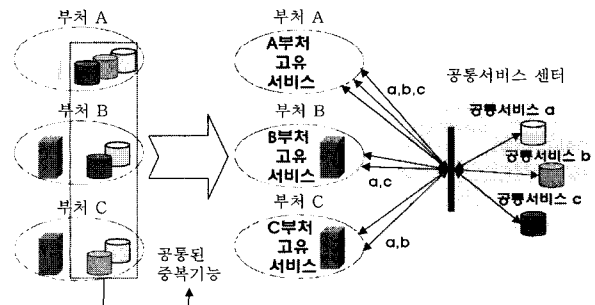 부처 A
부처 B
부처 C
공통된
중복기능
부처 A
A부처
고유
서비스
부처 B
B부처
고유
서비스
부처 C
C부처
고유
서비스
a,b,c
a,c
a,b
공통서비스 센터
공통서비스 a
공통서비스 b
공통서비스 c